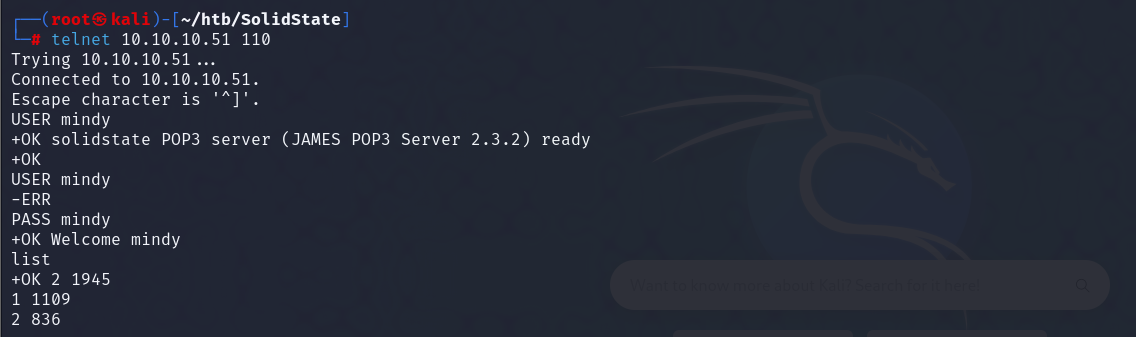 ┌──(root㉿kali)-[~/htb/SolidState]
└─# telnet 10.10.10.51 110
Trying 10.10.10.51...
Connected to 10.10.10.51.
Escape character is '^]'.
USER mindy
+OK solidstate POP3 server (JAMES POP3 Server 2.3.2) ready
+OK
USER mindy
-ERR
PASS mindy
+OK Welcome mindy
list
+OK 2 1945
1 1109
2 836